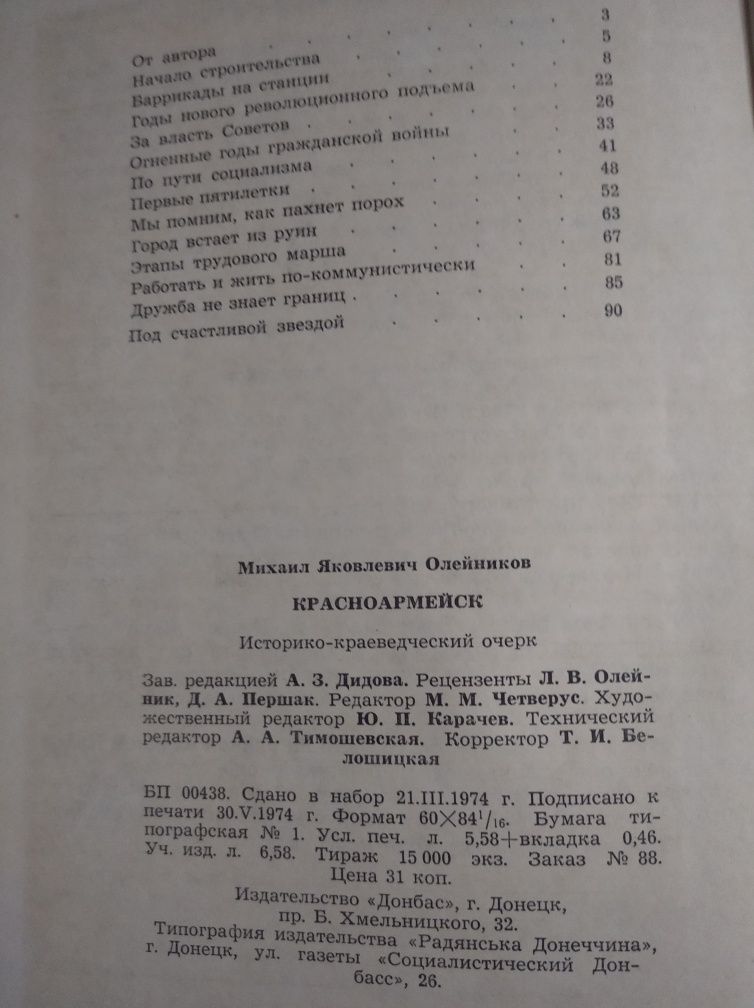 От автора . . . . . . 3
Начало строительства . . . . 5
Баррикады на станции . . . . 8
Годы нового революционного подъема . . 22
За власть Советов . . . . . 26
Огненные годы гражданской войны . . 33
По пути социализма . . . . 41
Первые пятилетки . . . . . 48
Мы помним, как пахнет порох . . . 52
Город встает из руин . . . . 63
Этапы трудового марша . . . . 67
Работать и жить по-коммунистически . . 81
Дружба не знает границ . . . . . 85
Под счастливой звездой . . . . . 90
Михаил Яковлевич Олейников
КРАСНОАРМЕЙСК
Историко-краеведческий очерк
Зав. редакцией А. З. Дидова. Рецензенты Л. В. Олей-
ник, Д. А. Першак. Редактор М. М. Четверус. Худо-
жественный редактор Ю. П. Карачев. Технический
редактор А. А. Тимошевская. Корректор Т. И. Бе-
лошицкая
БП 00438. Сдано в набор 21.III.1974 г. Подписано к
печати 30.V.1974 г. Формат 60×84¹/₁₆. Бумага ти-
пографская № 1. Усл. печ. л. 5,58+вкладка 0,46.
Уч. изд. л. 6,58. Тираж 15 000 экз. Заказ № 88.
Цена 31 коп.
Издательство «Донбас», г. Донецк,
пр. Б. Хмельницкого, 32.
Типография издательства «Радянська Донеччина»,
г. Донецк, ул. газеты «Социалистический Дон-
басс», 26.